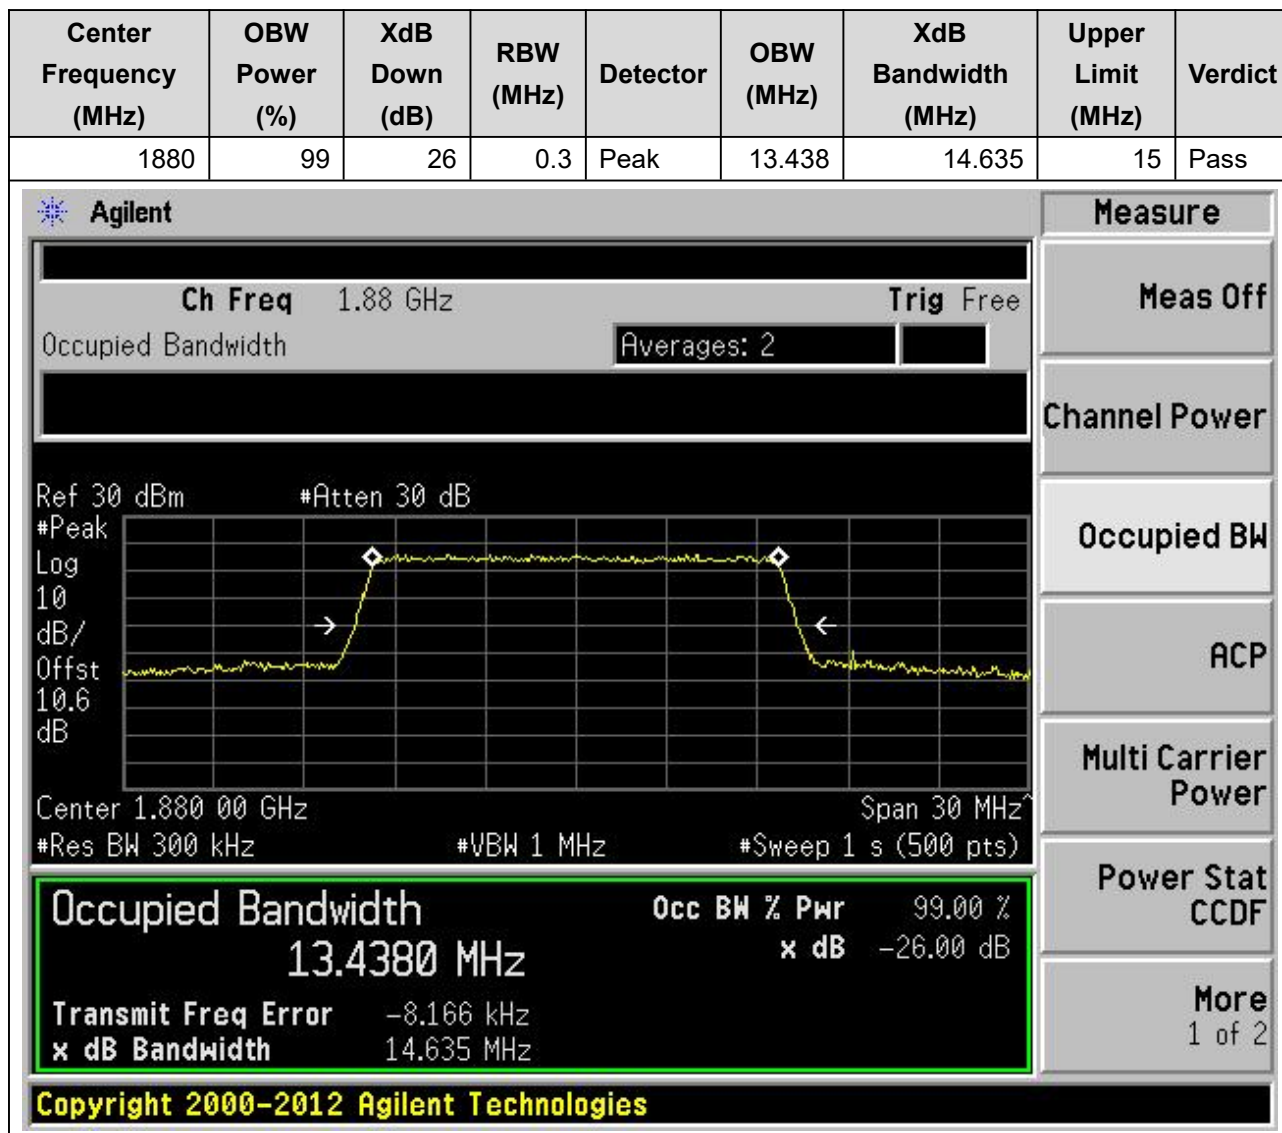 Center Frequency (MHz) OBW Power (%) XdB Down (dB) RBW (MHz) Detector OBW (MHz) XdB Bandwidth (MHz) Upper Limit (MHz) Verdict
1880 99 26 0.3 Peak 13.438 14.635 15 Pass
Agilent
Measure
Ch Freq 1.88 GHz Trig Free
Meas Off
Occupied Bandwidth Averages: 2
Channel Power
Ref 30 dBm #Atten 30 dB
#Peak
Log
10
dB/
Offst
10.6
dB
Occupied BW
ACP
Multi Carrier
Power
Center 1.880 00 GHz Span 30 MHz^
#Res BW 300 kHz #VBW 1 MHz #Sweep 1 s (500 pts)
Power Stat
CCDF
Occupied Bandwidth Occ BW % Pwr 99.00 %
13.4380 MHz x dB -26.00 dB
Transmit Freq Error -8.166 kHz
x dB Bandwidth 14.635 MHz
More
1 of 2
Copyright 2000-2012 Agilent Technologies